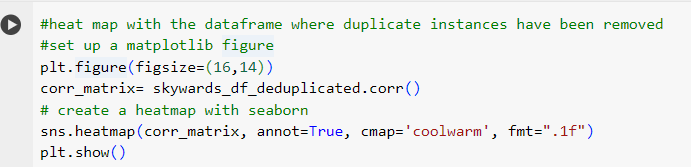 #heat map with the dataframe where duplicate instances have been removed
#set up a matplotlib figure
plt.figure(figsize=(16,14))
corr_matrix= skywards_df_deduplicated.corr()
# create a heatmap with seaborn
sns.heatmap(corr_matrix, annot=True, cmap='coolwarm', fmt=".1f")
plt.show()